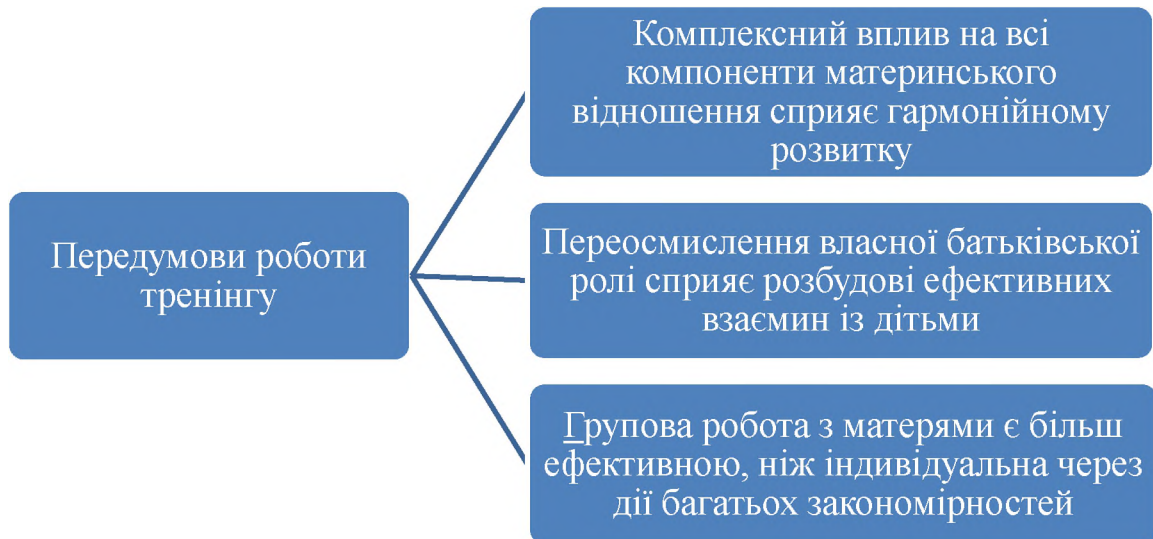 Передумови роботи
тренінгу
Комплексний вплив на всі
компоненти материнського
відношення сприяє гармонійному
розвитку
Переосмислення власної батьківської
ролі сприяє розбудові ефективних
взаємин із дітьми
Групова робота з матерями є більш
ефективною, ніж індивідуальна через
дії багатьох закономірностей